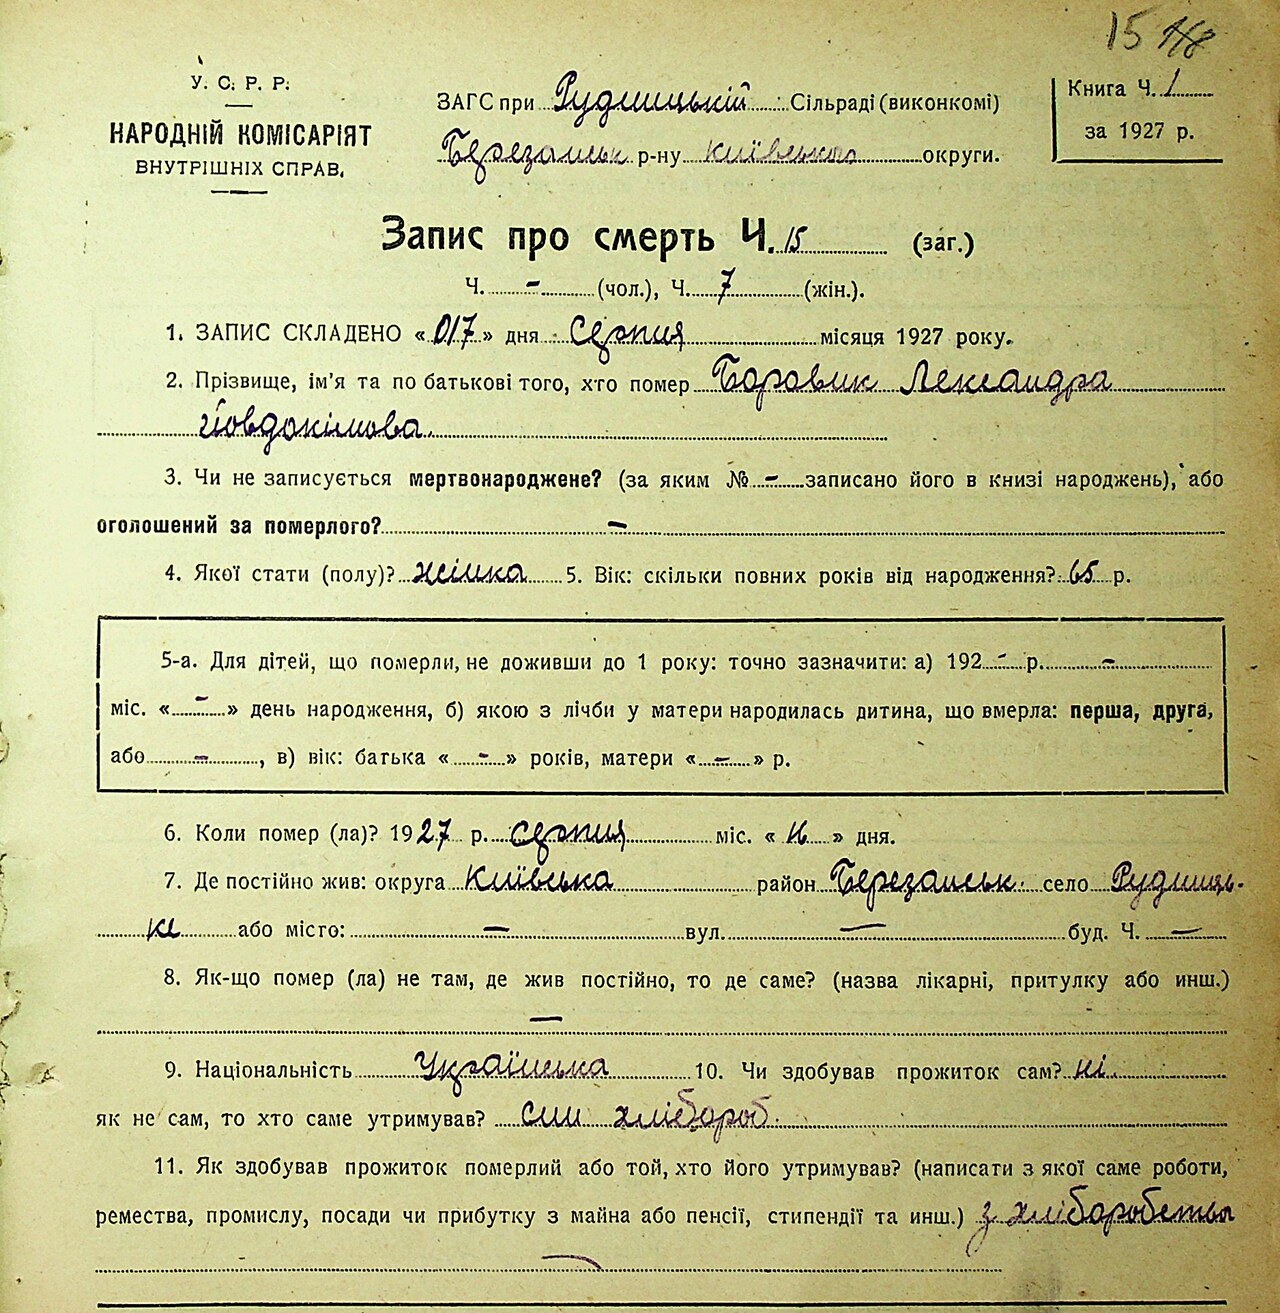 15
У. С. Р. Р.
НАРОДНІЙ КОМІСАРІЯТ
ВНУТРІШНІХ СПРАВ.
ЗАГС при Рудницькій Сільраді (виконкомі)
Березанськ р-ну Київської округи.
Книга Ч. 1
за 1927 р.
Запис про смерть Ч. 15 (заг.)
Ч. - (чол.), Ч. 7 (жін.).
1. ЗАПИС СКЛАДЕНО «017» дня Серпня місяця 1927 року.
2. Прізвище, ім'я та по батькові того, хто помер Боровик Лександра
Йовдокимова.
3. Чи не записується мертвонароджене? (за яким № - записано його в книзі народжень), або
оголошений за померлого? -
4. Якої стати (полу)? жінка 5. Вік: скільки повних років від народження? 65 р.
5-а. Для дітей, що померли, не доживши до 1 року: точно зазначити: а) 192 - р. -
міс. « - » день народження, б) якою з лічби у матери народилась дитина, що вмерла: перша, друга,
або - , в) вік: батька « - » років, матери « - » р.
6. Коли помер (ла)? 1927 р. серпня міс. « » дня.
7. Де постійно жив: округа Київська район Березанськ. село Рудниць-
кє або місто: - вул. - буд. Ч. -
8. Як-що помер (ла) не там, де жив постійно, то де саме? (назва лікарні, притулку або инш.)
-
9. Національність Українська 10. Чи здобував прожиток сам? ні.
як не сам, то хто саме утримував? син хлібороб.
11. Як здобував прожиток померлий або той, хто його утримував? (написати з якої саме роботи,
ремества, промислу, посади чи прибутку з майна або пенсії, стипендії та инш.) з хліборобства